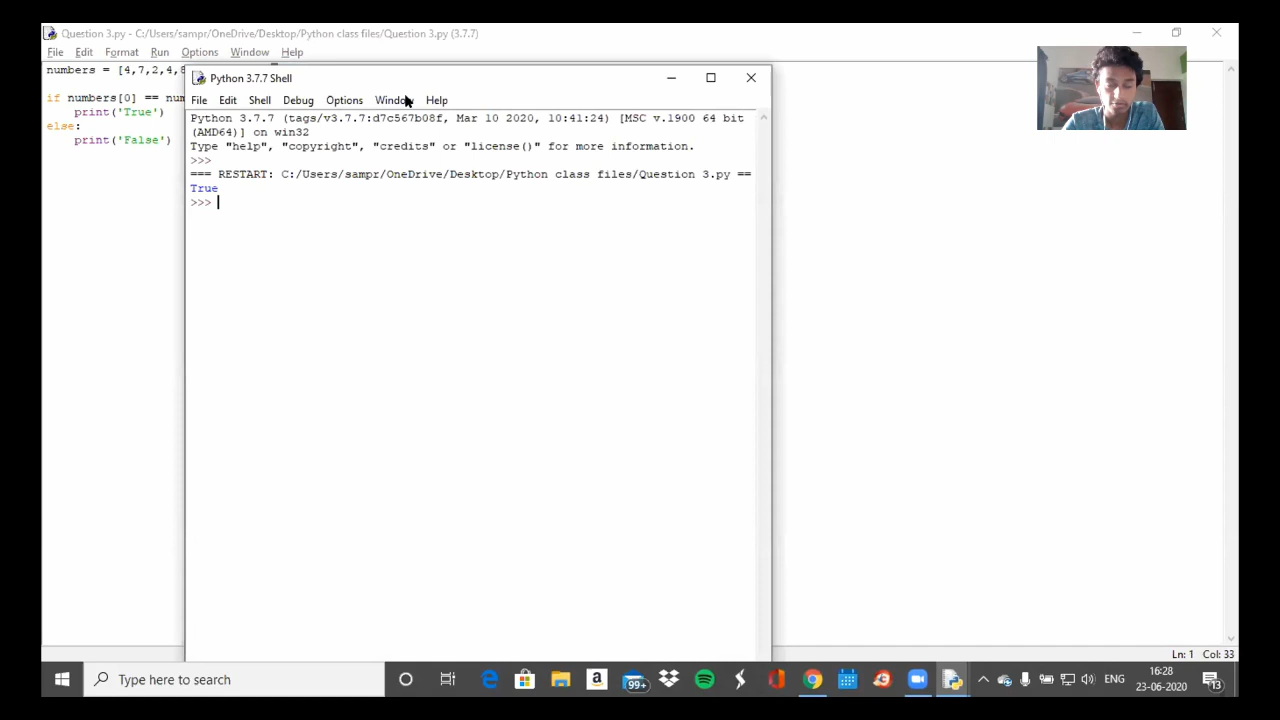 Question 3.py - C:/Users/sampr/OneDrive/Desktop/Python class files/Question 3.py (3.7.7)
File Edit Format Run Options Window Help
numbers = [4,7,2,4,8
if numbers[0] == num
print('True')
else:
print('False')
Python 3.7.7 Shell
File Edit Shell Debug Options Window Help
Python 3.7.7 (tags/v3.7.7:d7c567b08f, Mar 10 2020, 10:41:24) [MSC v.1900 64 bit
(AMD64)] on win32
Type "help", "copyright", "credits" or "license()" for more information.
>>>
=== RESTART: C:/Users/sampr/OneDrive/Desktop/Python class files/Question 3.py ==
True
>>>
Ln: 1 Col: 33
Type here to search
99+
ENG
16:28
23-06-2020
13